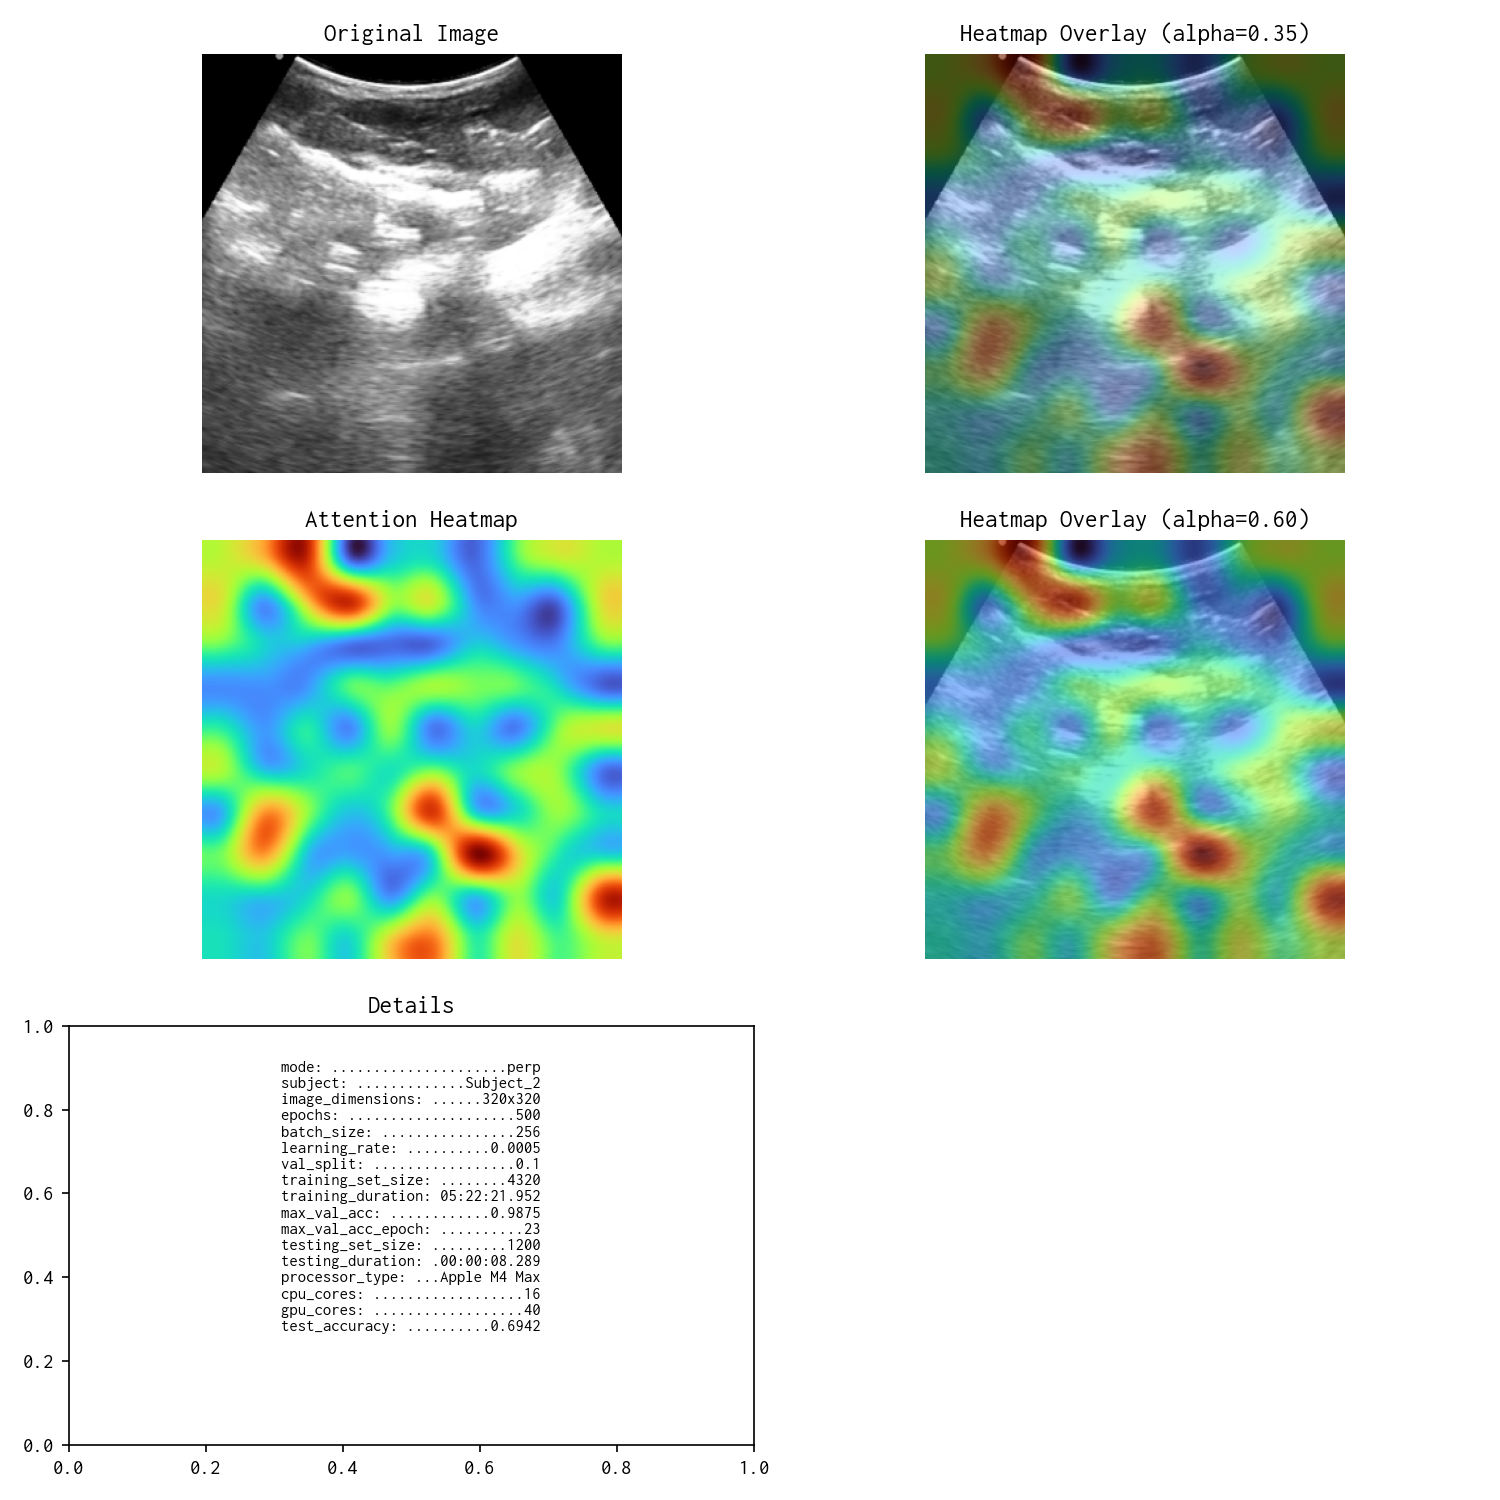 Original Image
Heatmap Overlay (alpha=0.35)
Attention Heatmap
Heatmap Overlay (alpha=0.60)
Details
1.0
0.8
0.6
0.4
0.2
0.0
mode: .....................perp
subject: .............Subject_2
image_dimensions: ......320x320
epochs: ....................500
batch_size: ................256
learning_rate: ..........0.0005
val_split: .................0.1
training_set_size: ........4320
training_duration: 05:22:21.952
max_val_acc: ............0.9875
max_val_acc_epoch: ..........23
testing_set_size: .........1200
testing_duration: .00:00:08.289
processor_type: ...Apple M4 Max
cpu_cores: ..................16
gpu_cores: ..................40
test_accuracy: ..........0.6942
0.0 0.2 0.4 0.6 0.8 1.0